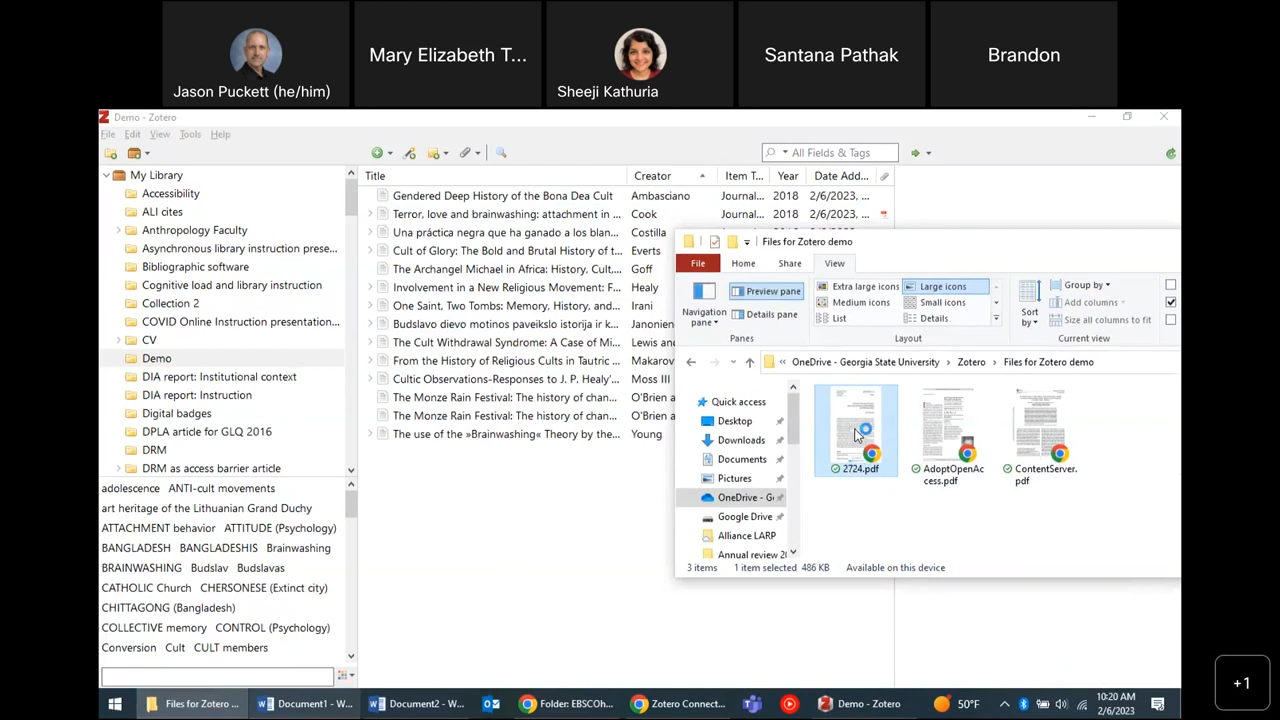 Jason Puckett (he/him)
Mary Elizabeth T...
Sheeji Kathuria
Santana Pathak
Brandon
Demo - Zotero
File Edit View Tools Help
All Fields & Tags
My Library
Accessibility
ALI cites
Anthropology Faculty
Asynchronous library instruction prese...
Bibliographic software
Cognitive load and library instruction
Collection 2
COVID Online Instruction presentation...
CV
Demo
DIA report: Institutional context
DIA report: Instruction
Digital badges
DPLA article for GLQ 2016
DRM
DRM as access barrier article
Title Creator Item T... Year Date Add...
Gendered Deep History of the Bona Dea Cult Ambasciano Journal... 2018 2/6/2023, ...
Terror, love and brainwashing: attachment in ... Cook Journal... 2018 2/6/2023, ...
Una práctica negra que ha ganado a los blan... Costilla
Cult of Glory: The Bold and Brutal History of t... Everts
The Archangel Michael in Africa: History, Cult,... Goff
Involvement in a New Religious Movement: F... Healy
One Saint, Two Tombs: Memory, History, and... Irani
Budslavo dievo motinos paveikslo istorija ir k... Janonien
The Cult Withdrawal Syndrome: A Case of Mi... Lewis and
From the History of Religious Cults in Tautric ... Makarov
Cultic Observations-Responses to J. P. Healy'... Moss III
The Monze Rain Festival: The history of chan... O'Brien a
The Monze Rain Festival: The history of chan... O'Brien a
The use of the »Brainwashing« Theory by the... Young
adolescence ANTI-cult movements
art heritage of the Lithuanian Grand Duchy
ATTACHMENT behavior ATTITUDE (Psychology)
BANGLADESH BANGLADESHIS Brainwashing
BRAINWASHING Budslav Budslavas
CATHOLIC Church CHERSONESE (Extinct city)
CHITTAGONG (Bangladesh)
COLLECTIVE memory CONTROL (Psychology)
Conversion Cult CULT members
Files for Zotero demo
File Home Share View
Navigation pane
Preview pane
Details pane
Panes
Extra large icons Large icons
Medium icons Small icons
List Details
Layout
Sort by
Group by
Add columns
Size all columns to fit
Current view
« OneDrive - Georgia State University > Zotero > Files for Zotero demo
Quick access
Desktop
Downloads
Documents
Pictures
OneDrive - G
Google Drive
Alliance LARP
Annual review 20
2724.pdf
AdoptOpenAc
cess.pdf
ContentServer.
pdf
3 items 1 item selected 486 KB Available on this device
Files for Zotero ...
Document1 - W...
Document2 - W...
Folder: EBSCOh...
Zotero Connect...
Demo - Zotero
50°F
10:20 AM
2/6/2023
+1